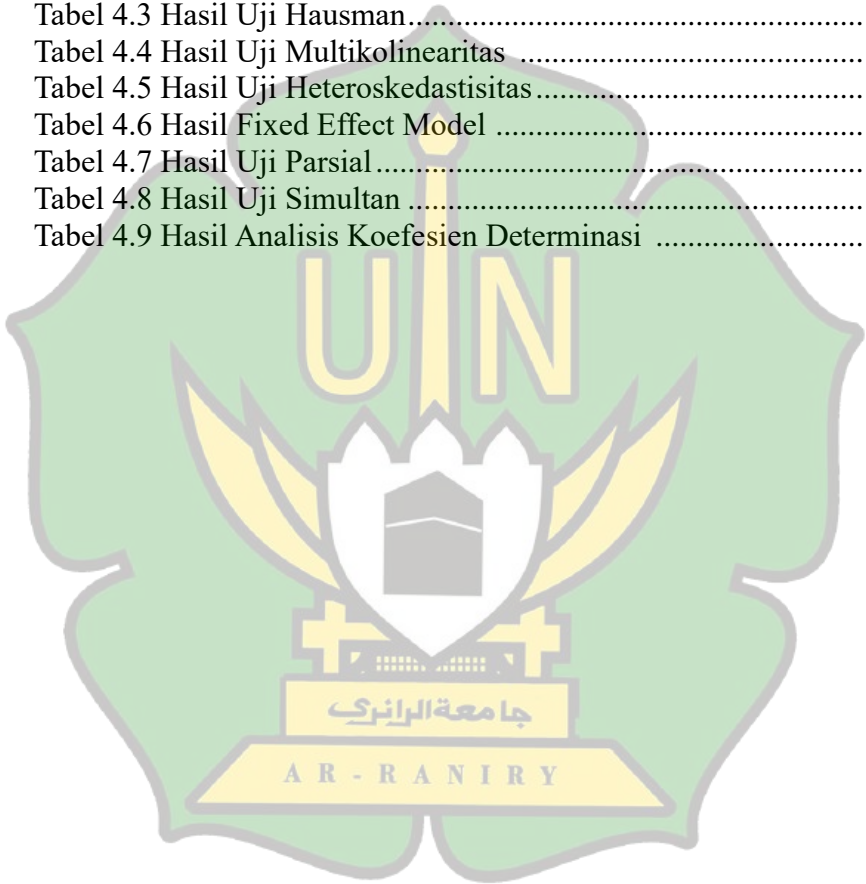 Tabel 4.3 Hasil Uji Hausman.......................................................
Tabel 4.4 Hasil Uji Multikolinearitas ..........................................
Tabel 4.5 Hasil Uji Heteroskedastisitas........................................
Tabel 4.6 Hasil Fixed Effect Model .............................................
Tabel 4.7 Hasil Uji Parsial............................................................
Tabel 4.8 Hasil Uji Simultan ........................................................
Tabel 4.9 Hasil Analisis Koefesien Determinasi ..........................
UIN
جامعة الرانري
AR-RANIRY